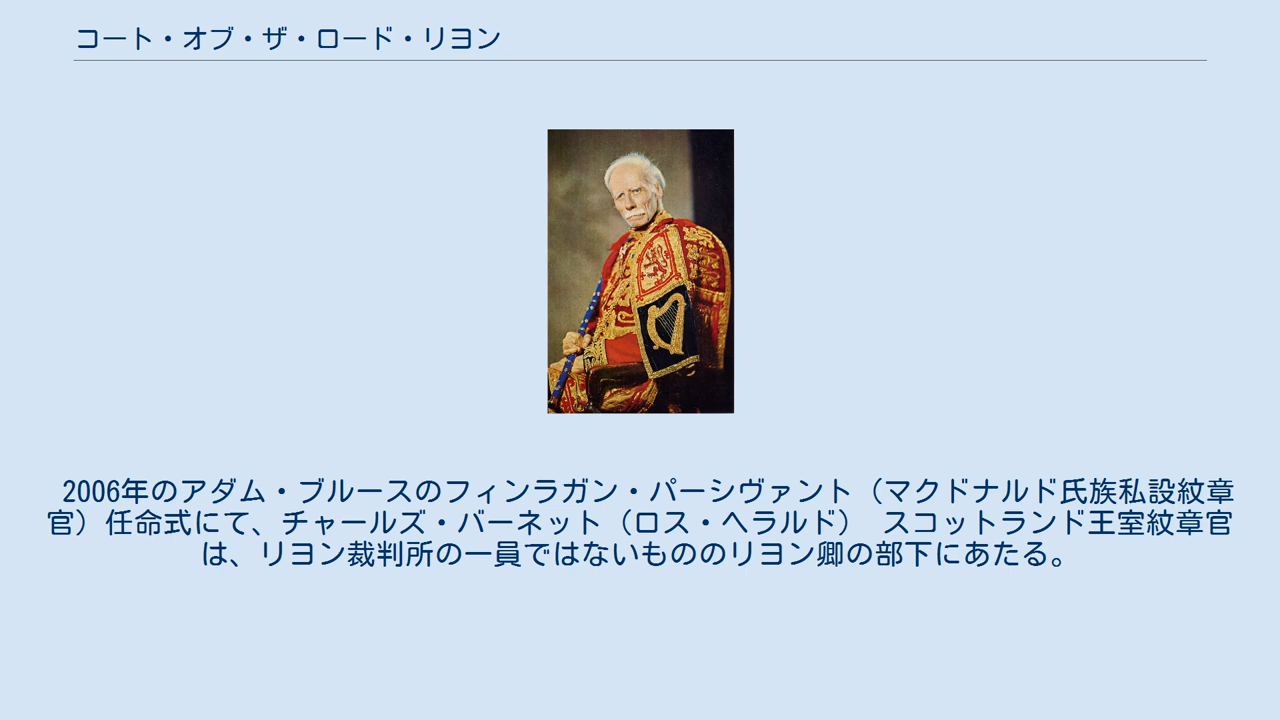 コート・オブ・ザ・ロード・リヨン
2006年のアダム・ブルースのフィンラガン・パーシヴァント（マクドナルド氏族私設紋章
官）任命式にて、チャールズ・バーネット（ロス・ヘラルド）　スコットランド王室紋章官
は、リヨン裁判所の一員ではないもののリヨン卿の部下にあたる。